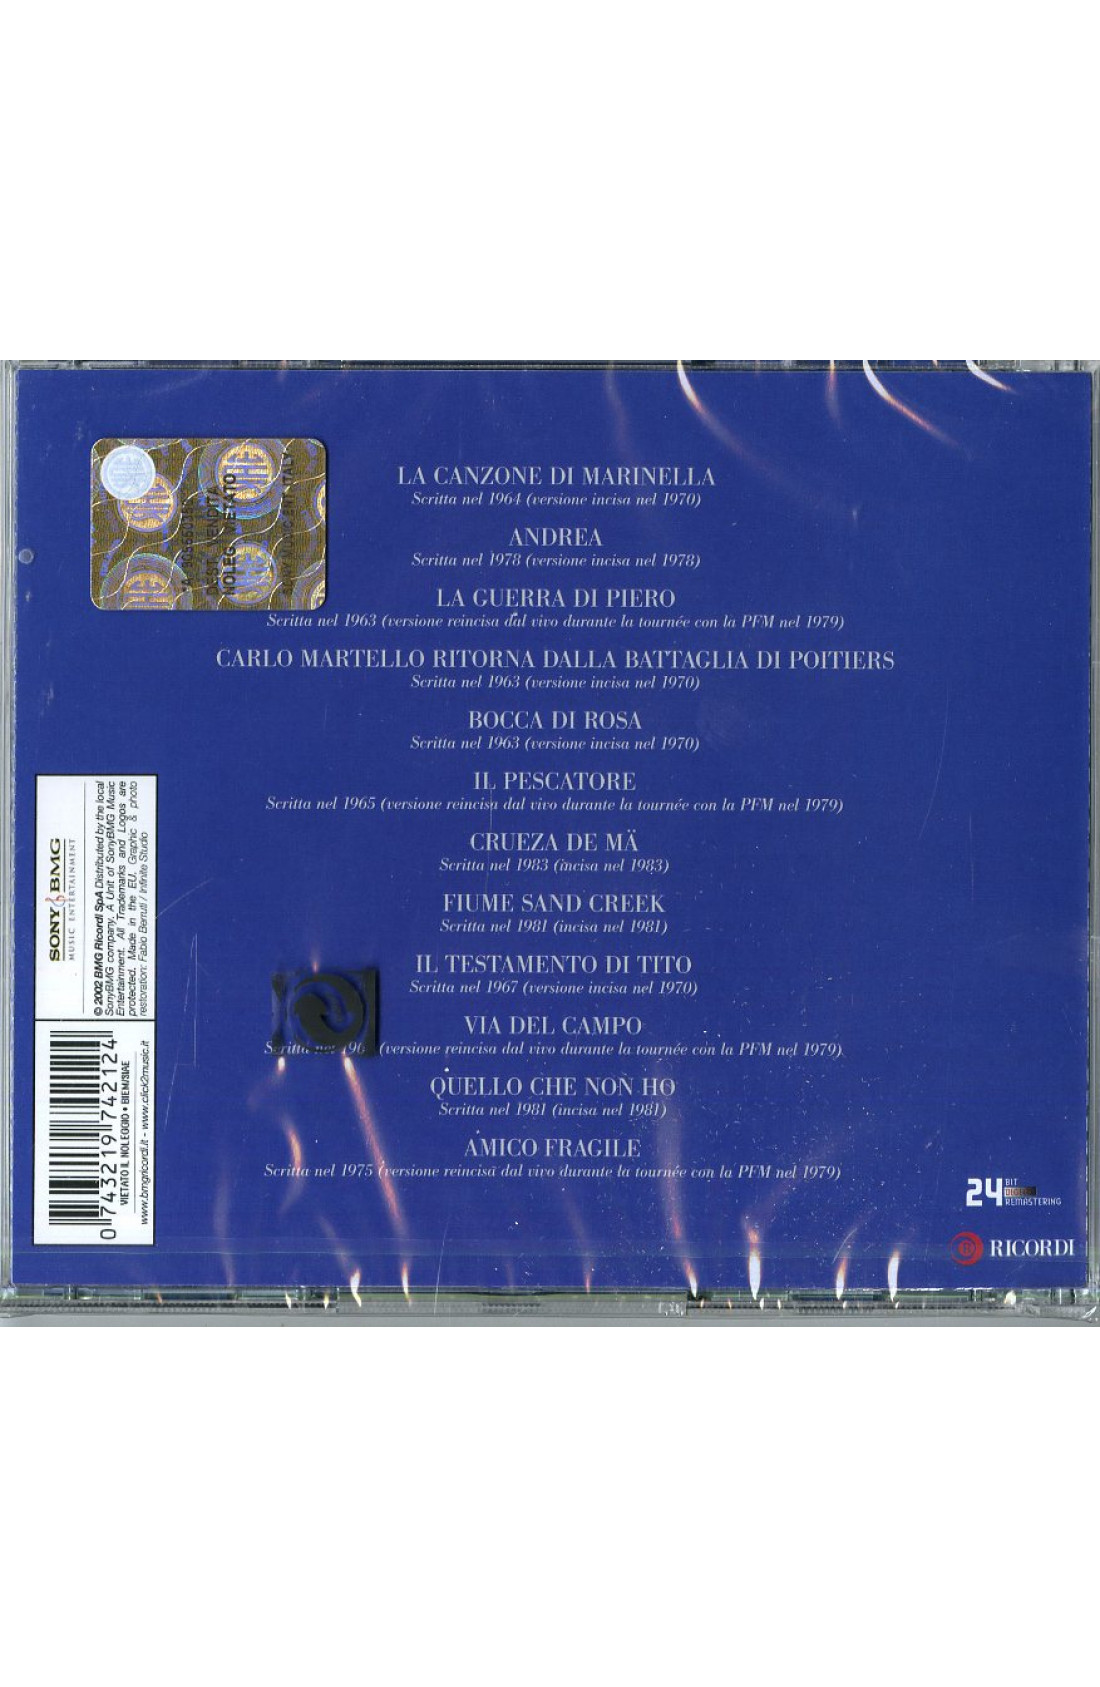 LA CANZONE DI MARINELLA
Scritta nel 1964 (versione incisa nel 1970)
ANDREA
Scritta nel 1978 (versione incisa nel 1978)
LA GUERRA DI PIERO
Scritta nel 1963 (versione reincisa dal vivo durante la tournée con la PFM nel 1979)
CARLO MARTELLO RITORNA DALLA BATTAGLIA DI POITIERS
Scritta nel 1963 (versione incisa nel 1970)
BOCCA DI ROSA
Scritta nel 1963 (versione incisa nel 1970)
IL PESCATORE
Scritta nel 1965 (versione reincisa dal vivo durante la tournée con la PFM nel 1979)
CRUEZA DE MÄ
Scritta nel 1983 (incisa nel 1983)
FIUME SAND CREEK
Scritta nel 1981 (incisa nel 1981)
IL TESTAMENTO DI TITO
Scritta nel 1967 (versione incisa nel 1970)
VIA DEL CAMPO
Scritta nel (versione reincisa dal vivo durante la tournée con la PFM nel 1979)
QUELLO CHE NON HO
Scritta nel 1981 (incisa nel 1981)
AMICO FRAGILE
Scritta nel 1975 (versione reincisa dal vivo durante la tournée con la PFM nel 1979)
DEST. VENDITA
NOLEG. VIETATO
SONY BMG
MUSIC ENTERTAINMENT
© 2002 BMG Ricordi SpA Distributed by the local
SonyBMG company. A Unit of SonyBMG Music
Entertainment. All Trademarks and Logos are
protected. Made in the EU. Graphic & photo
restoration: Fabio Berruti / Infinite Studio
0 743219 742124
VIETATO IL NOLEGGIO • BIEM/SIAE
www.bmgricordi.it - www.click2music.it
24 BIT
DIGITAL
REMASTERING
RICORDI